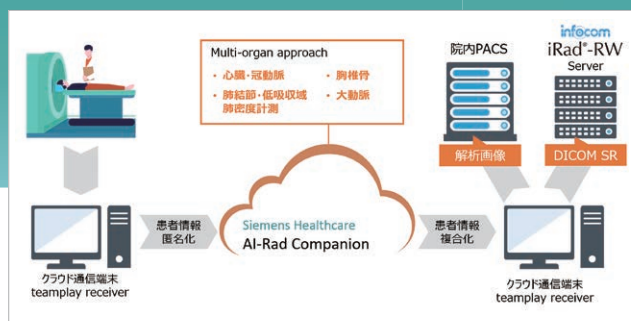 Multi-organ approach
・心臓・冠動脈
・肺結節・低吸収域
肺密度計測
・胸椎骨
・大動脈
院内PACS
解析画像
infocom
iRad®-RW
Server
DICOM SR
クラウド通信端末
teamplay receiver
患者情報
匿名化
Siemens Healthcare
AI-Rad Companion
患者情報
複合化
クラウド通信端末
teamplay receiver